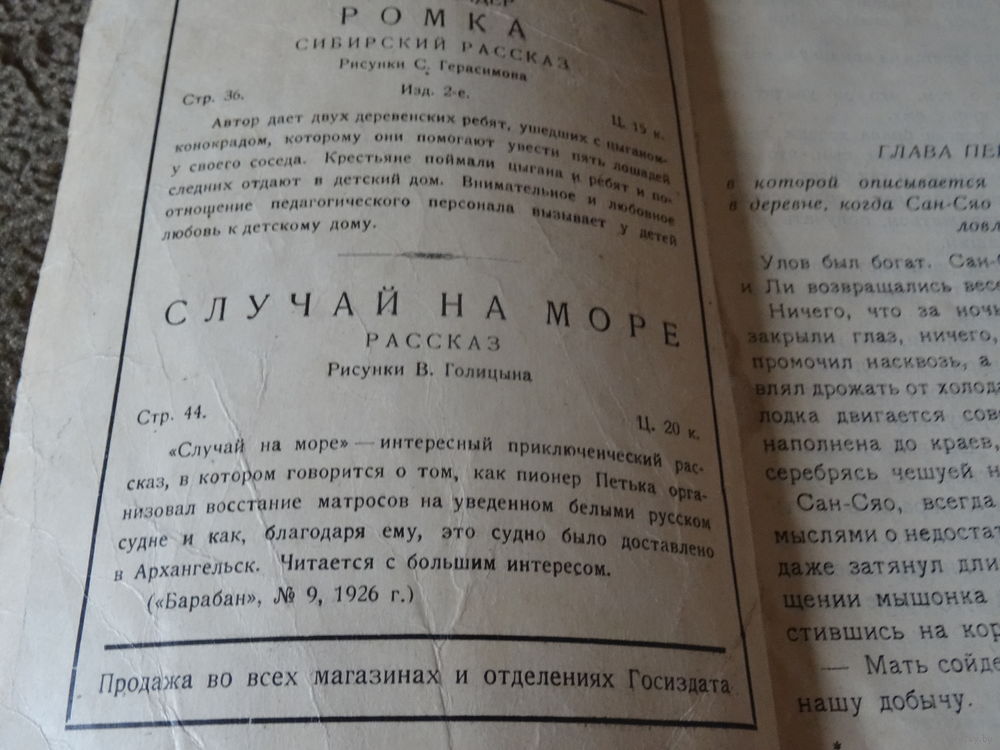 РОМКА
СИБИРСКИЙ РАССКАЗ
Рисунки С. Герасимова
Изд. 2-е.
Стр. 36.
Ц. 15 к.
Автор дает двух деревенских ребят, ушедших с цыганом-
конокрадом, которому они помогают увести пять лошадей
у своего соседа. Крестьяне поймали цыгана и ребят и по-
следних отдают в детский дом. Внимательное и любовное
отношение педагогического персонала вызывает у детей
любовь к детскому дому.
СЛУЧАЙ НА МОРЕ
РАССКАЗ
Рисунки В. Голицына
Стр. 44.
Ц. 20 к.
«Случай на море» — интересный приключенческий рас-
сказ, в котором говорится о том, как пионер Петька орга-
низовал восстание матросов на уведенном белыми русском
судне и как, благодаря ему, это судно было доставлено
в Архангельск. Читается с большим интересом.
(«Барабан», № 9, 1926 г.)
Продажа во всех магазинах и отделениях Госиздата
ГЛАВА
в которой описывается
в деревне, когда Сан-Сяо
Улов был богат.
и Ли возвращались
Ничего, что за
закрыли глаз, ничего,
промочил насквозь, а
влял дрожать от
лодка двигается
наполнена до краев,
серебрясь чешуей
Сан-Сяо, всегда
мыслями о
даже затянул
щении мышонка
стившись на
— Мать
нашу добычу.
*